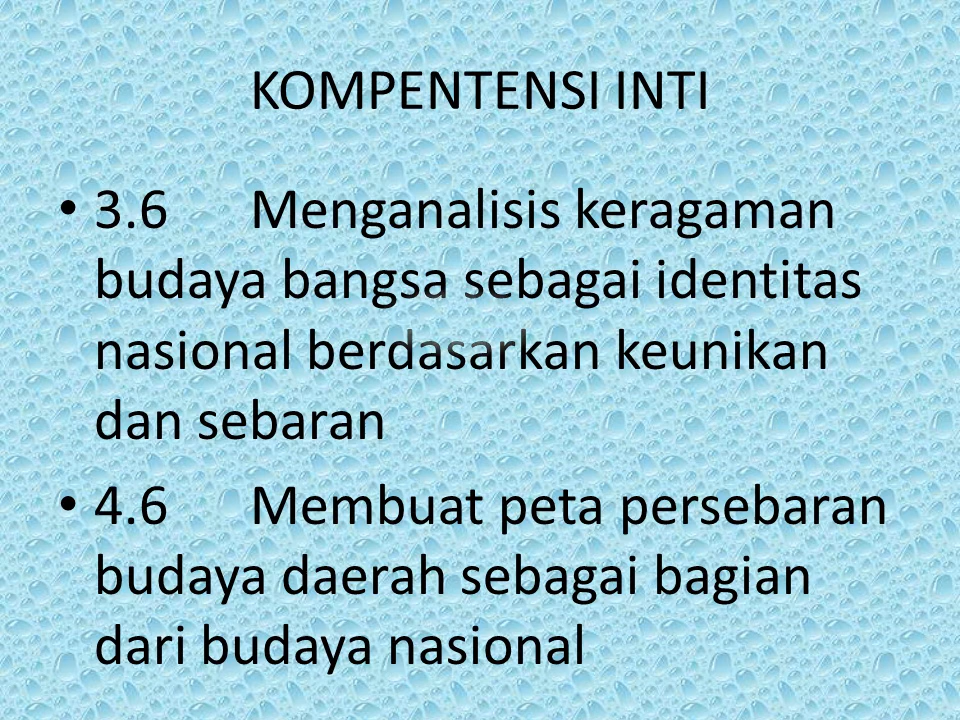 KOMPENTENSI INTI
• 3.6 Menganalisis keragaman
budaya bangsa sebagai identitas
nasional berdasarkan keunikan
dan sebaran
• 4.6 Membuat peta persebaran
budaya daerah sebagai bagian
dari budaya nasional